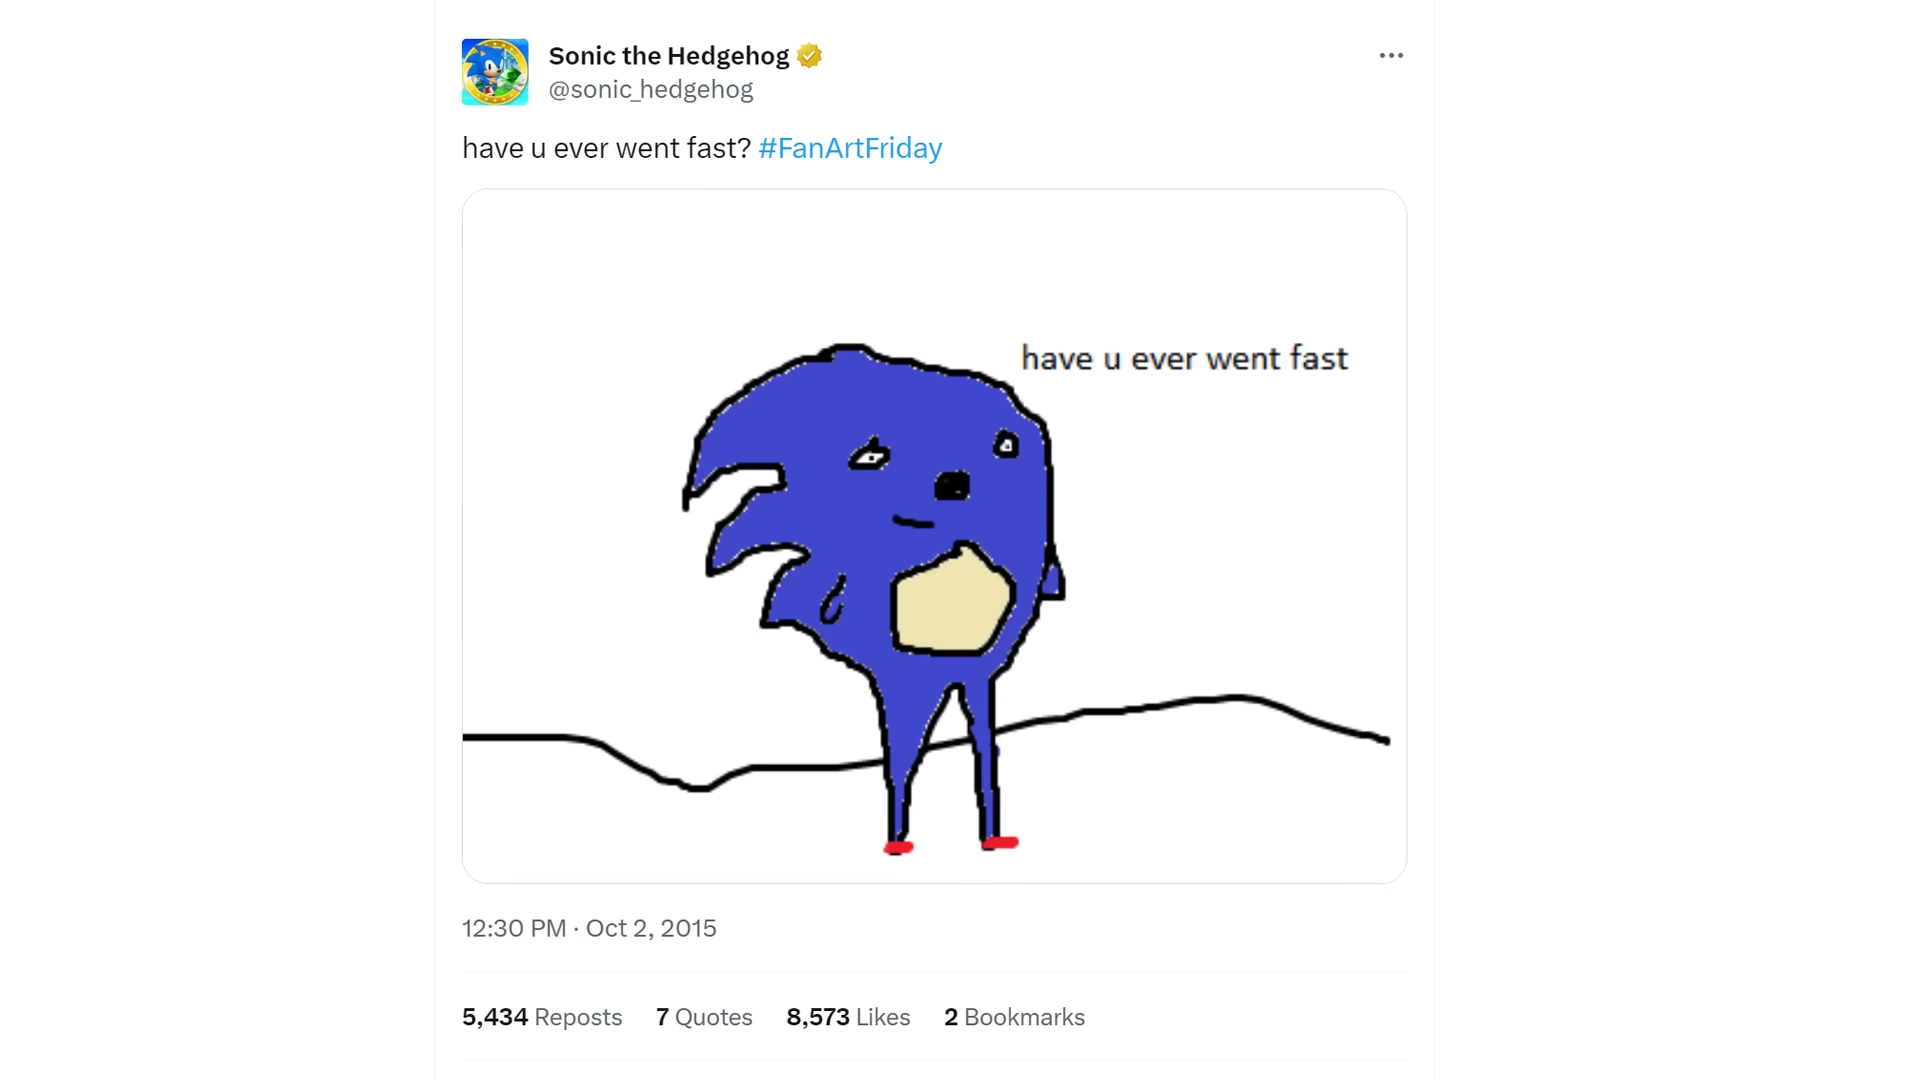 Sonic the Hedgehog
@sonic_hedgehog
have u ever went fast? #FanArtFriday
have u ever went fast
12:30 PM · Oct 2, 2015
5,434 Reposts 7 Quotes 8,573 Likes 2 Bookmarks